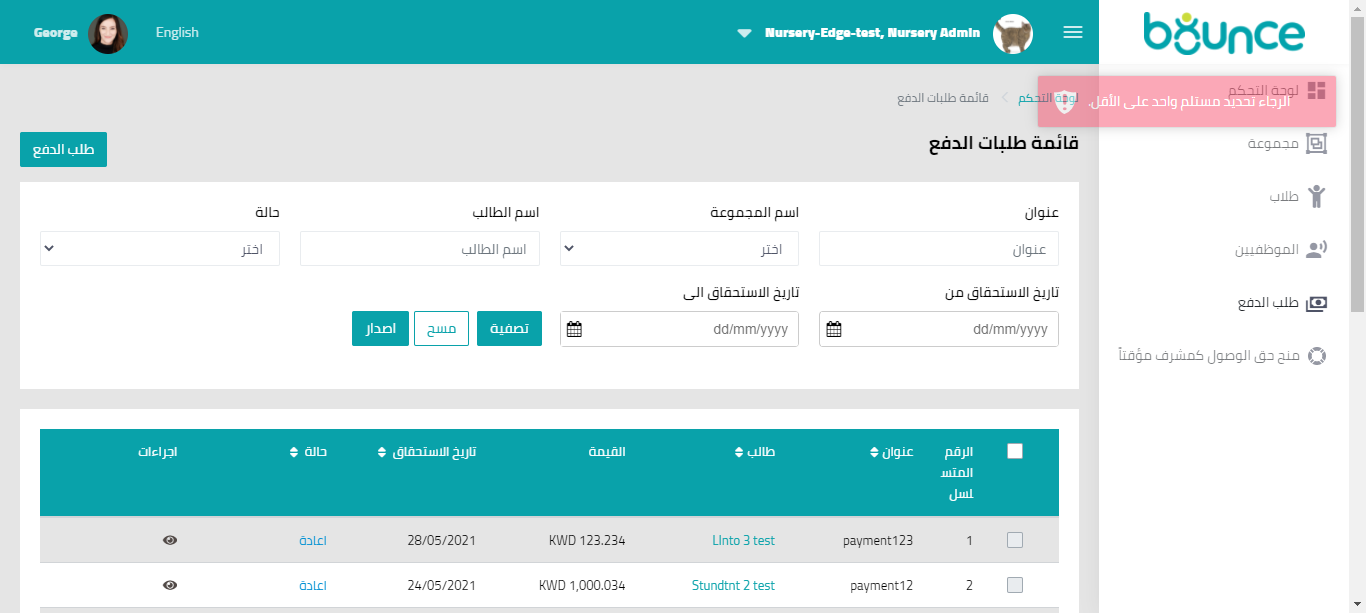 bounce
Nursery-Edge-test, Nursery Admin
English
George
الرجاء تحديد مستلم واحد على الأقل.
لوحة التحكم
مجموعة
طلاب
الموظفيين
طلب الدفع
منح حق الوصول كمشرف مؤقتاً
لوحة التحكم
قائمة طلبات الدفع
قائمة طلبات الدفع
طلب الدفع
عنوان اسم المجموعة اسم الطالب حالة
عنوان اختر اسم الطالب اختر
تاريخ الاستحقاق من تاريخ الاستحقاق الى
dd/mm/yyyy dd/mm/yyyy تصفية مسح اصدار
الرقم المتسلسل عنوان طالب القيمة تاريخ الاستحقاق حالة اجراءات
1 payment123 LInto 3 test KWD 123.234 28/05/2021 اعادة
2 payment12 Stundtnt 2 test KWD 1,000.034 24/05/2021 اعادة